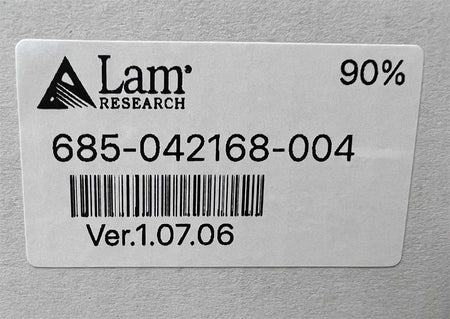 Lam
RESEARCH
90%
685-042168-004
Ver.1.07.06